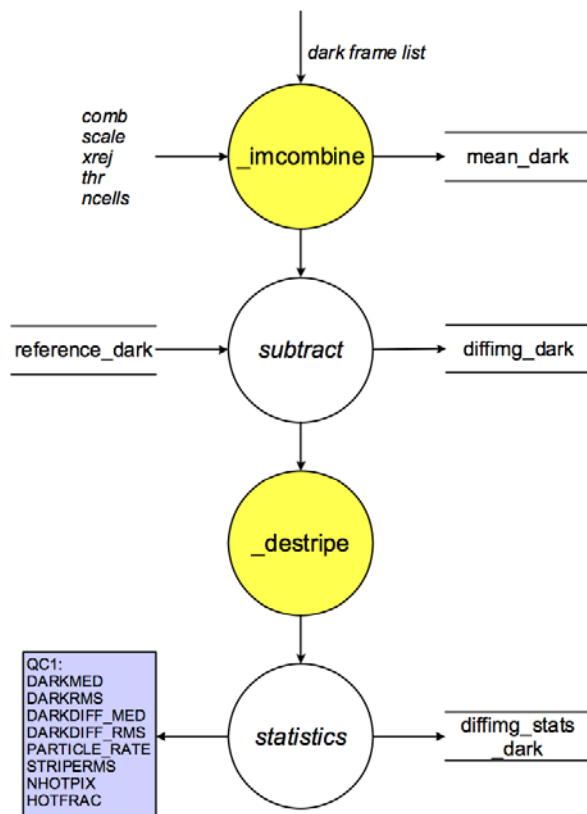 dark frame list
comb
scale
xrej
thr
ncells
_imcombine
mean_dark
reference_dark
subtract
diffimg_dark
_destripe
QC1:
DARKMED
DARKRMS
DARKDIFF_MED
DARKDIFF_RMS
PARTICLE_RATE
STRIPERMS
NHOTPIX
HOTFRAC
statistics
diffimg_stats
_dark